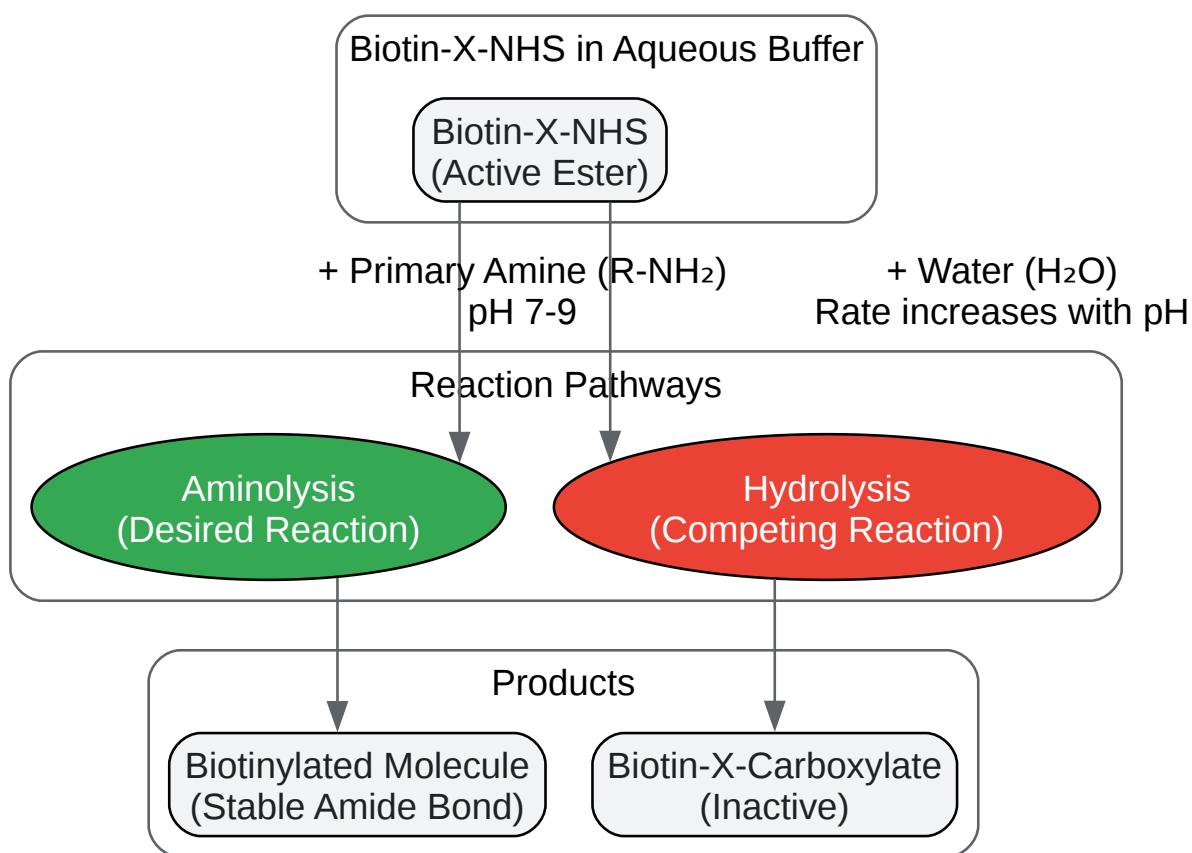 Biotin-X-NHS in Aqueous Buffer
Biotin-X-NHS
(Active Ester)
+ Primary Amine (R-NH₂)
pH 7-9
+ Water (H₂O)
Rate increases with pH
Reaction Pathways
Aminolysis
(Desired Reaction)
Hydrolysis
(Competing Reaction)
Products
Biotinylated Molecule
(Stable Amide Bond)
Biotin-X-Carboxylate
(Inactive)